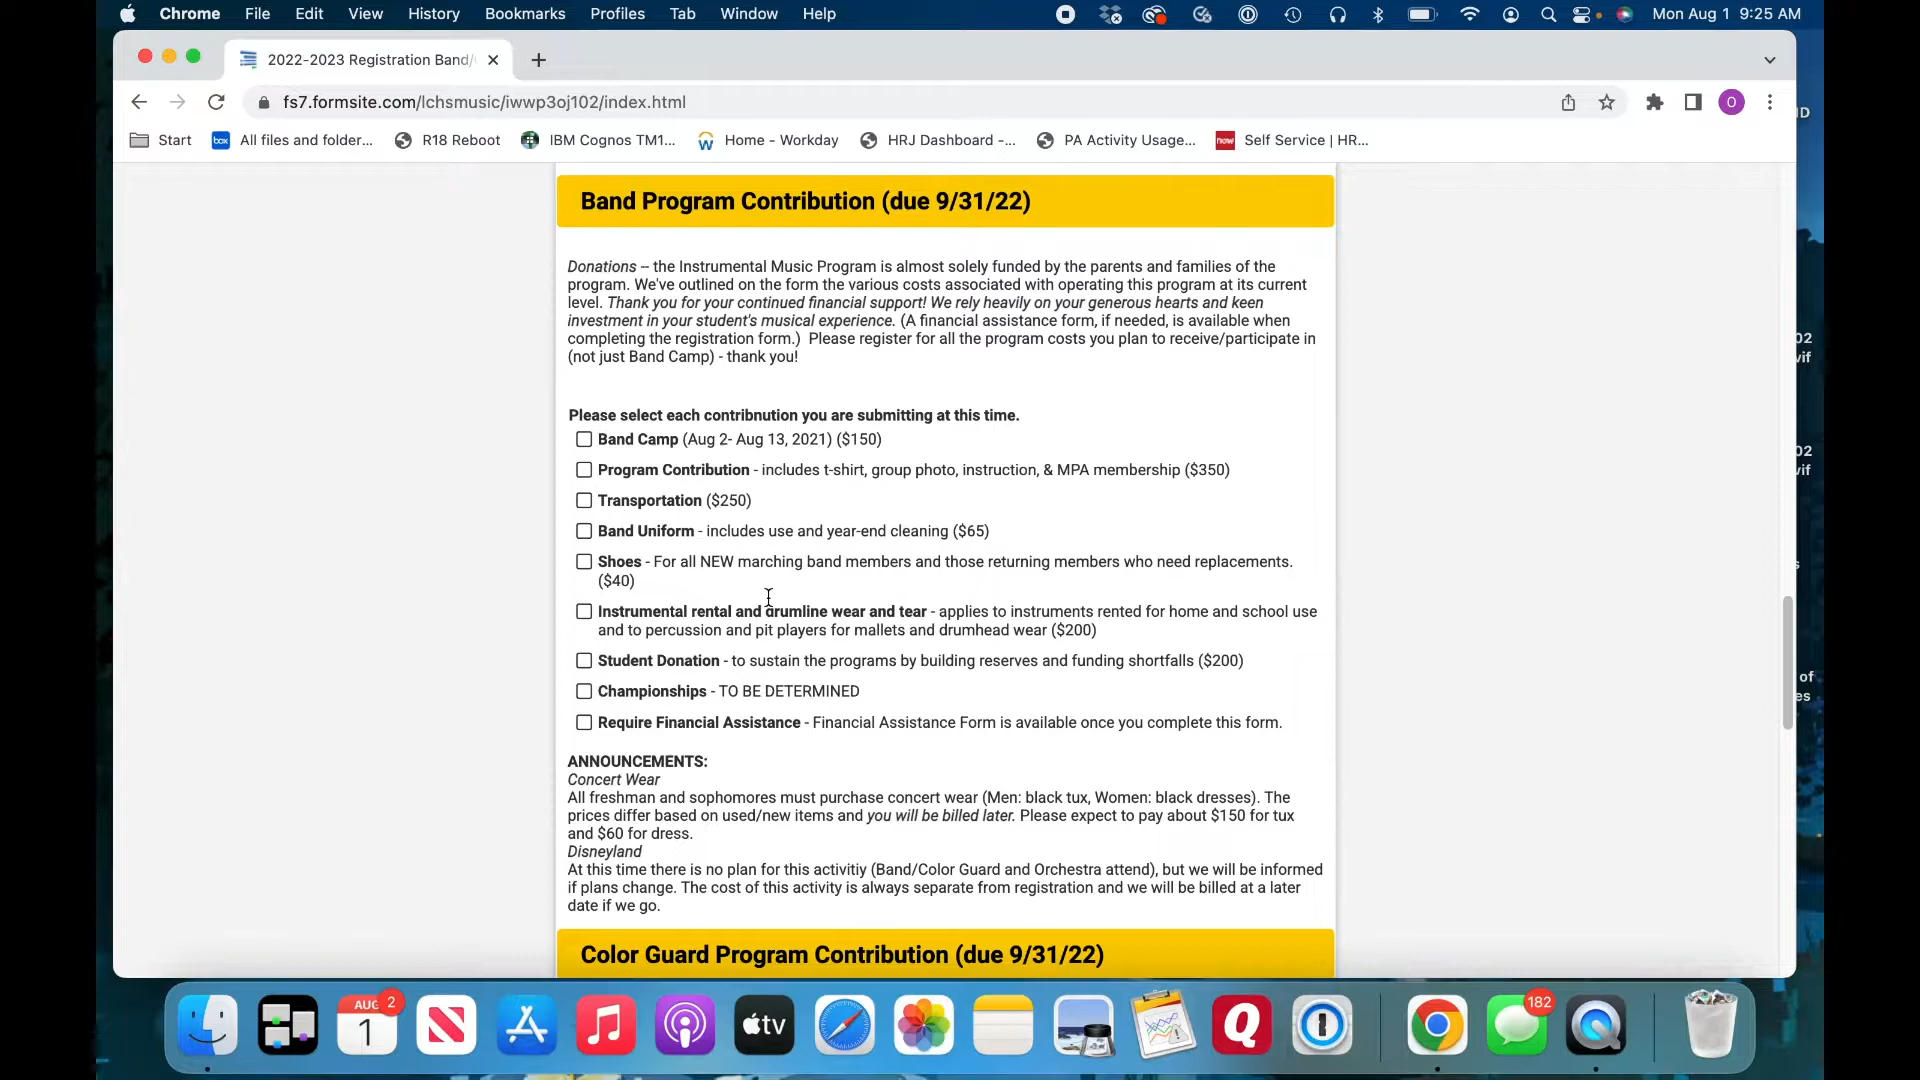 Chrome File Edit View History Bookmarks Profiles Tab Window Help Mon Aug 1 9:25 AM
2022-2023 Registration Band/
fs7.formsite.com/lchsmusic/iwwp3oj102/index.html O
Start box All files and folder... R18 Reboot IBM Cognos TM1... Home - Workday HRJ Dashboard -... PA Activity Usage... now Self Service | HR...
Band Program Contribution (due 9/31/22)
Donations – the Instrumental Music Program is almost solely funded by the parents and families of the
program. We've outlined on the form the various costs associated with operating this program at its current
level. Thank you for your continued financial support! We rely heavily on your generous hearts and keen
investment in your student's musical experience. (A financial assistance form, if needed, is available when
completing the registration form.) Please register for all the program costs you plan to receive/participate in
(not just Band Camp) - thank you!
Please select each contribnution you are submitting at this time.
Band Camp (Aug 2- Aug 13, 2021) ($150)
Program Contribution - includes t-shirt, group photo, instruction, & MPA membership ($350)
Transportation ($250)
Band Uniform - includes use and year-end cleaning ($65)
Shoes - For all NEW marching band members and those returning members who need replacements.
($40)
Instrumental rental and drumline wear and tear - applies to instruments rented for home and school use
and to percussion and pit players for mallets and drumhead wear ($200)
Student Donation - to sustain the programs by building reserves and funding shortfalls ($200)
Championships - TO BE DETERMINED
Require Financial Assistance - Financial Assistance Form is available once you complete this form.
ANNOUNCEMENTS:
Concert Wear
All freshman and sophomores must purchase concert wear (Men: black tux, Women: black dresses). The
prices differ based on used/new items and you will be billed later. Please expect to pay about $150 for tux
and $60 for dress.
Disneyland
At this time there is no plan for this activitiy (Band/Color Guard and Orchestra attend), but we will be informed
if plans change. The cost of this activity is always separate from registration and we will be billed at a later
date if we go.
Color Guard Program Contribution (due 9/31/22)
AUG 2
1
tv
182